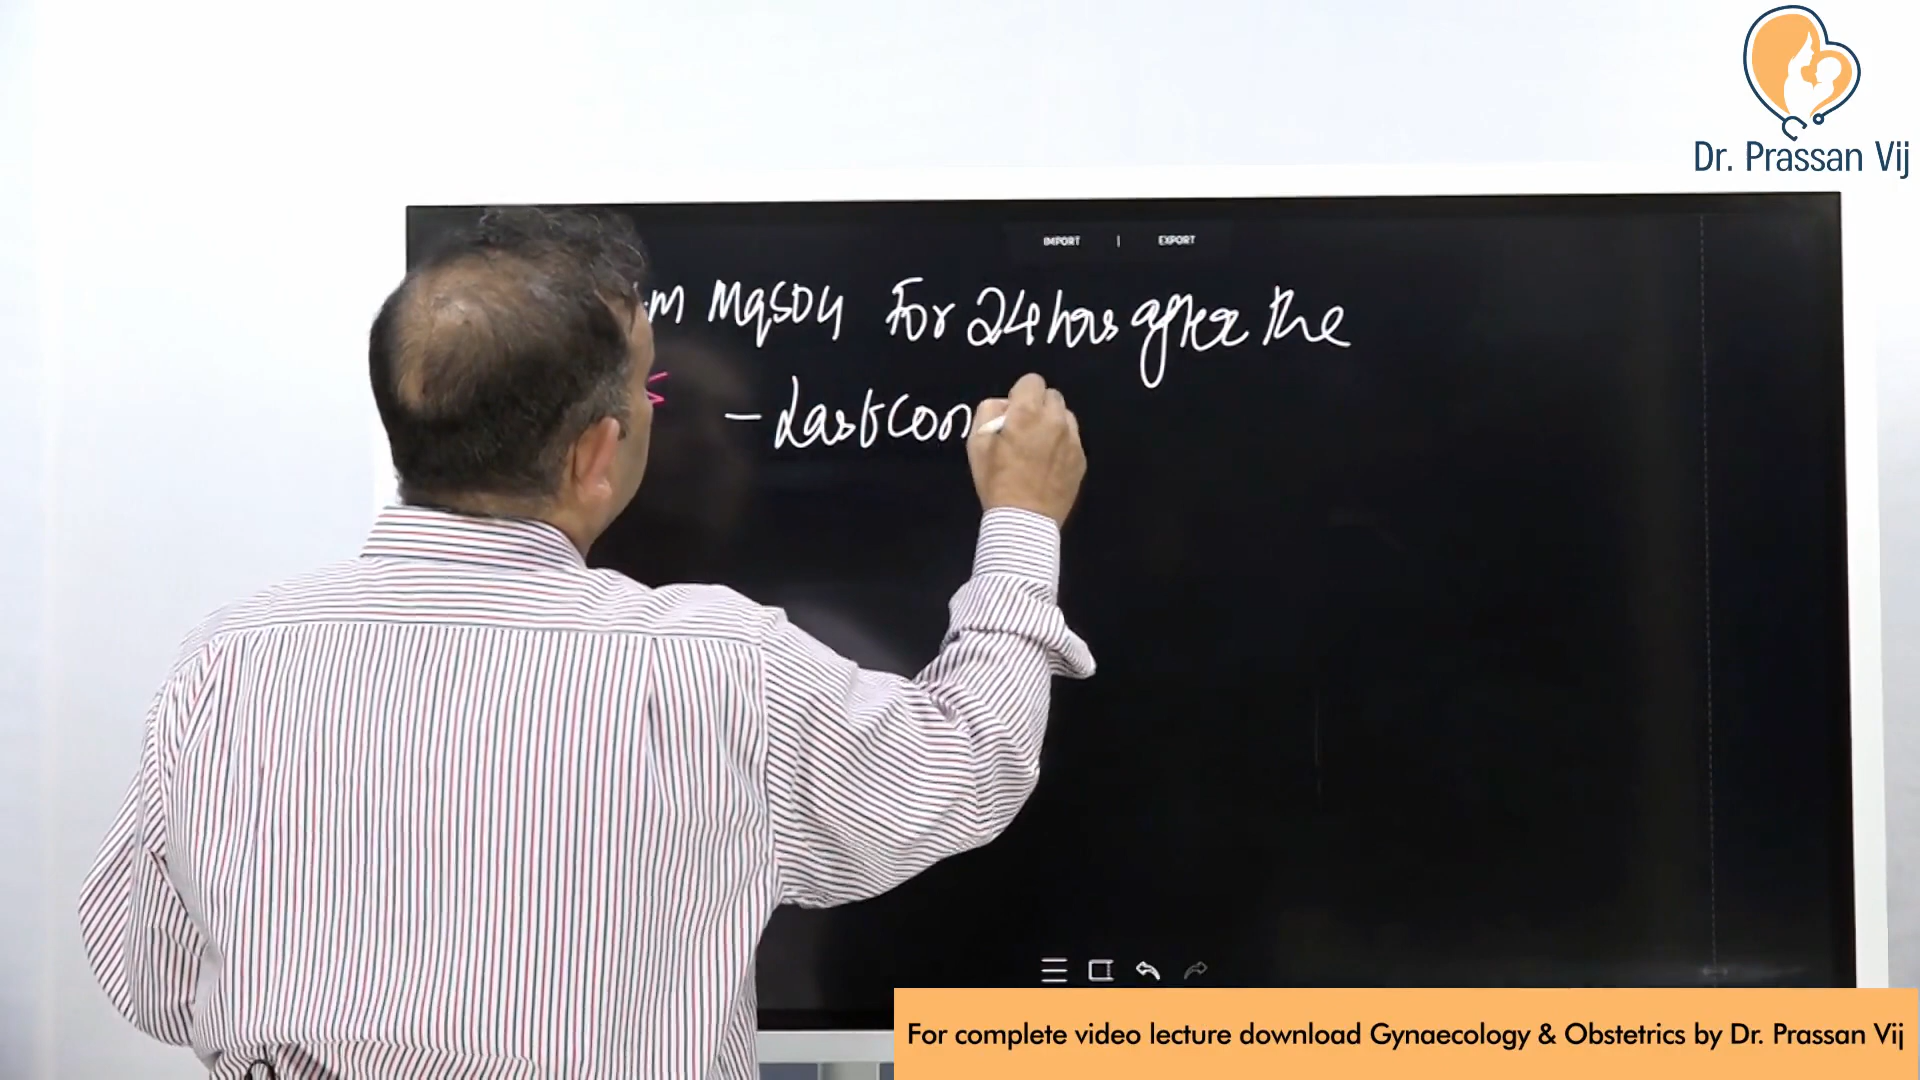 Dr. Prassan Vij
IMPORT | EXPORT
m MgSO4 For 24 hours after the
- Last con
For complete video lecture download Gynaecology & Obstetrics by Dr. Prassan Vij